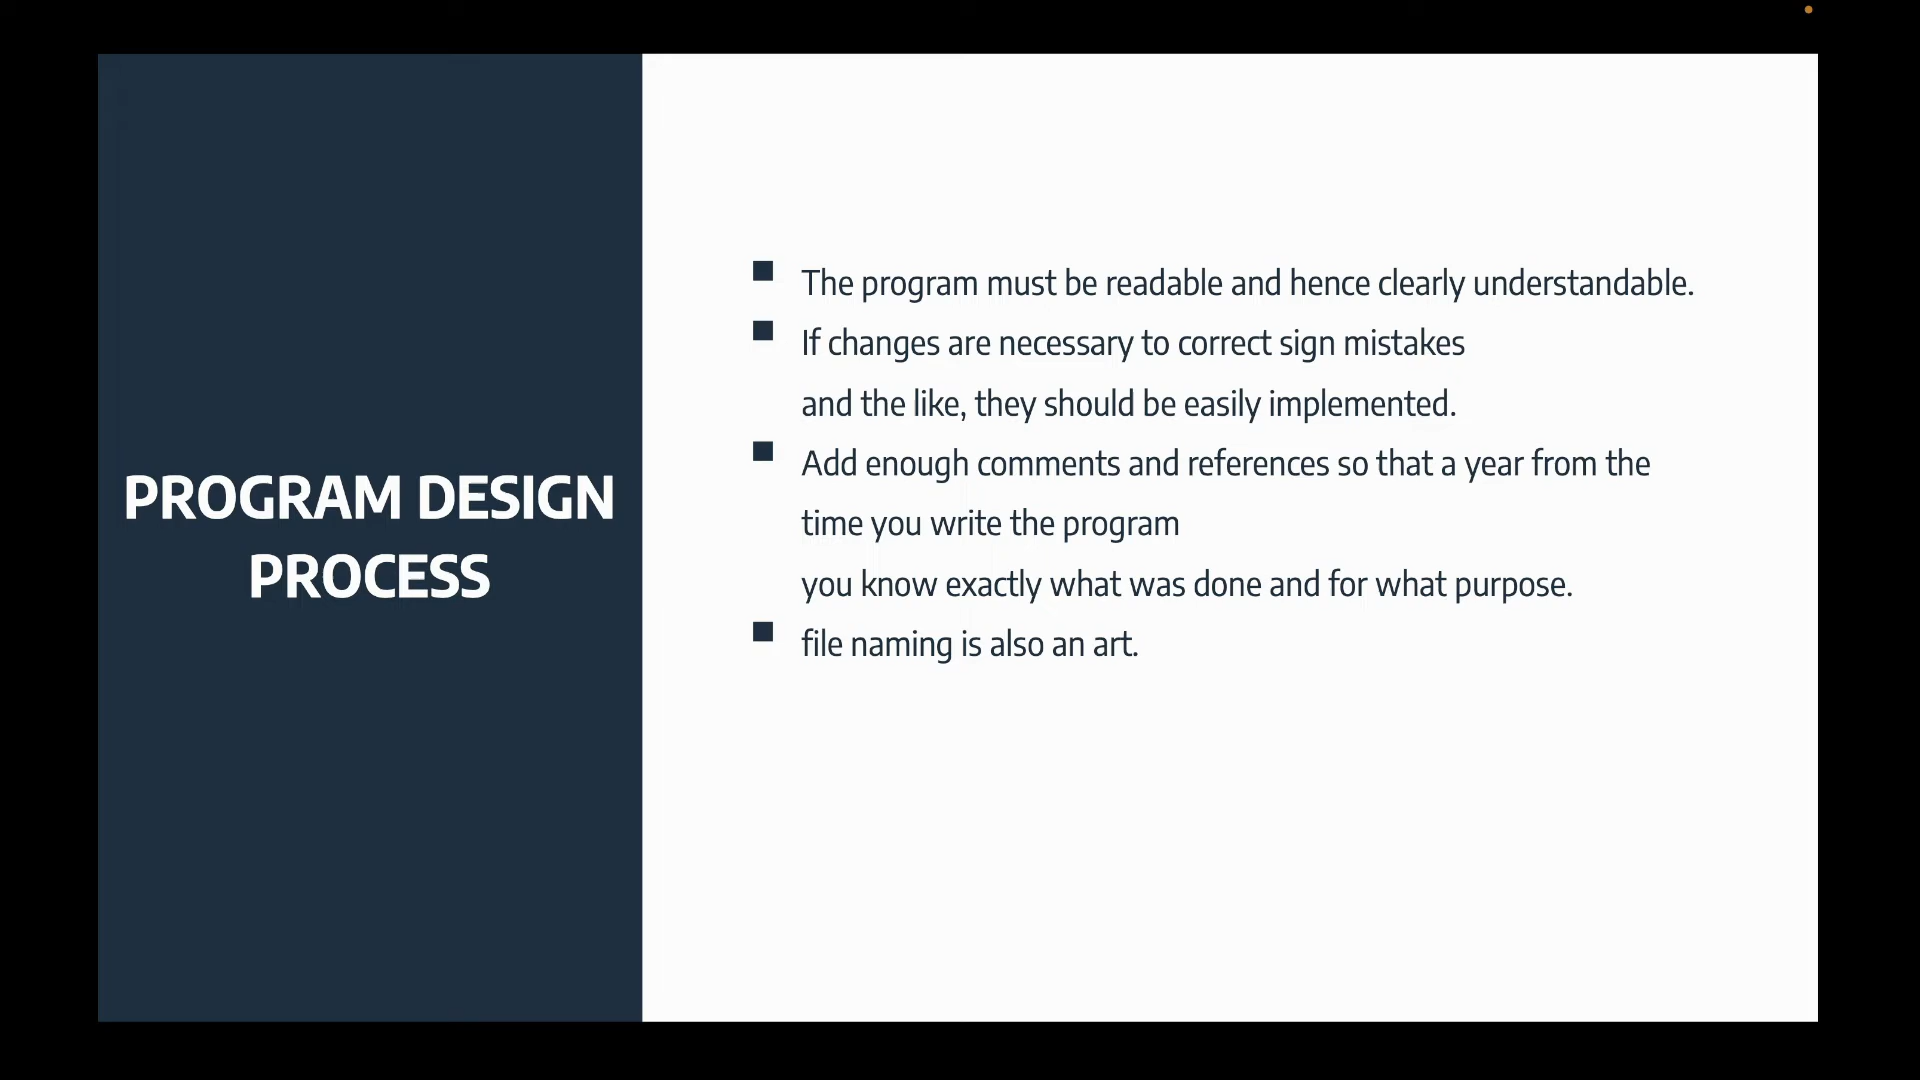 PROGRAM DESIGN
PROCESS
The program must be readable and hence clearly understandable.
If changes are necessary to correct sign mistakes
and the like, they should be easily implemented.
Add enough comments and references so that a year from the
time you write the program
you know exactly what was done and for what purpose.
file naming is also an art.